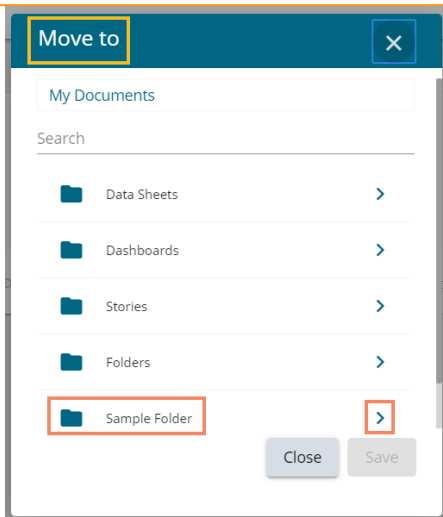 Move to
My Documents
Search
Data Sheets
Dashboards
Stories
Folders
Sample Folder
Close
Save